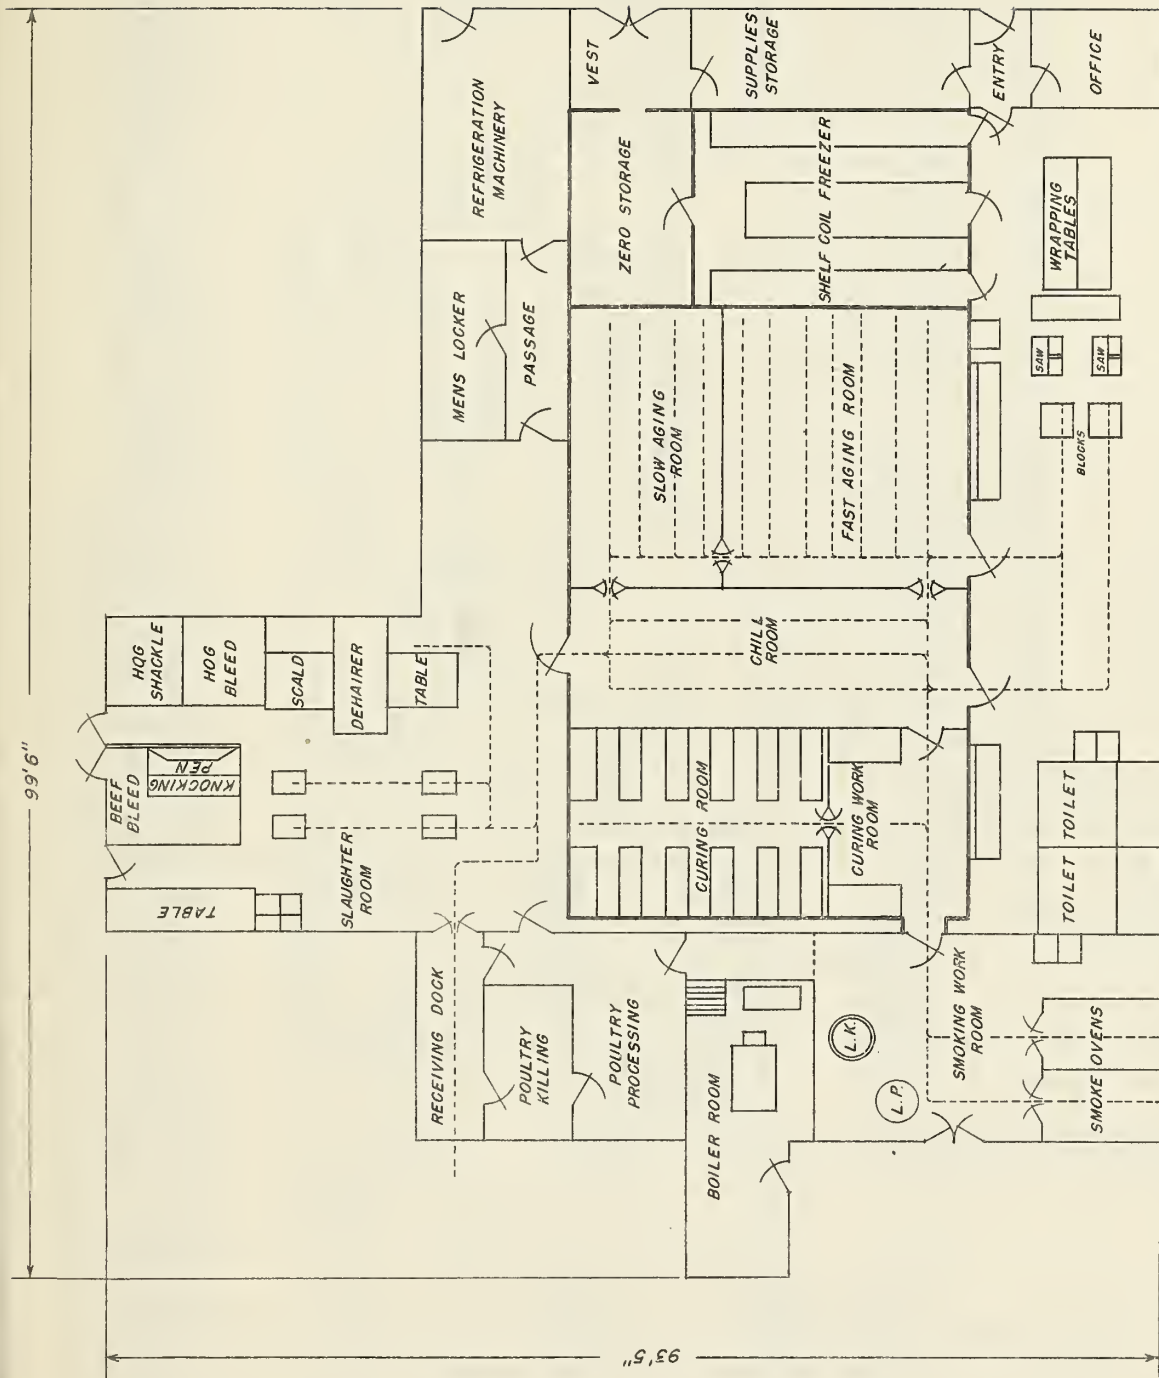 99'6"
93'5"
REFRIGERATION
MACHINERY
VEST
SUPPLIES
STORAGE
ENTRY
OFFICE
MENS LOCKER
PASSAGE
ZERO STORAGE
SHELF COIL FREEZER
WRAPPING
TABLES
SAW
SAW
BLOCKS
SLOW AGING
ROOM
FAST AGING ROOM
CHILL
ROOM
HOG
SHACKLE
HOG
BLEED
SCALD
DEHAIRER
TABLE
BEEF
BLEED
KNOCKING
PEN
TABLE
SLAUGHTER
ROOM
CURING ROOM
CURING WORK
ROOM
TOILET
TOILET
RECEIVING DOCK
POULTRY
KILLING
POULTRY
PROCESSING
BOILER ROOM
L.K.
L.P.
SMOKING WORK
ROOM
SMOKE OVENS